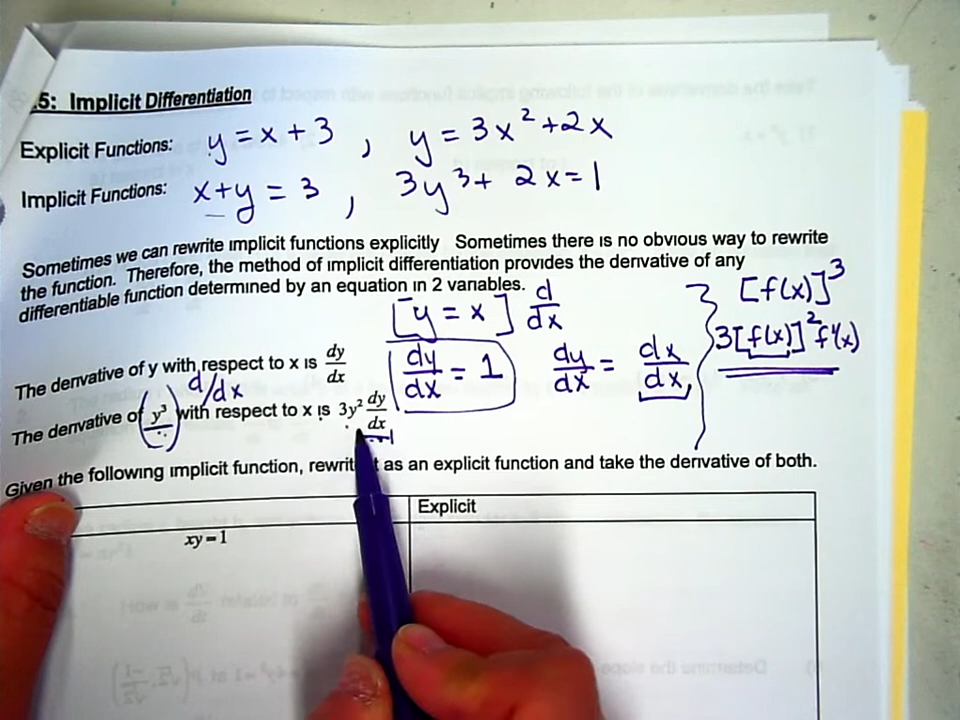 .5: Implicit Differentiation
Explicit Functions: y = x + 3 , y = 3x² + 2x
Implicit Functions: x + y = 3 , 3y³ + 2x = 1
Sometimes we can rewrite implicit functions explicitly Sometimes there is no obvious way to rewrite
the function. Therefore, the method of implicit differentiation provides the derivative of any
differentiable function determined by an equation in 2 variables.
[y = x] d/dx
[f(x)]³
dy/dx = 1
dy/dx = dx/dx
3[f(x)]² f'(x)
The derivative of y with respect to x is dy/dx
d/dx
The derivative of (y³) with respect to x is 3y² dy/dx
Given the following implicit function, rewrite as an explicit function and take the derivative of both.
Explicit
xy = 1